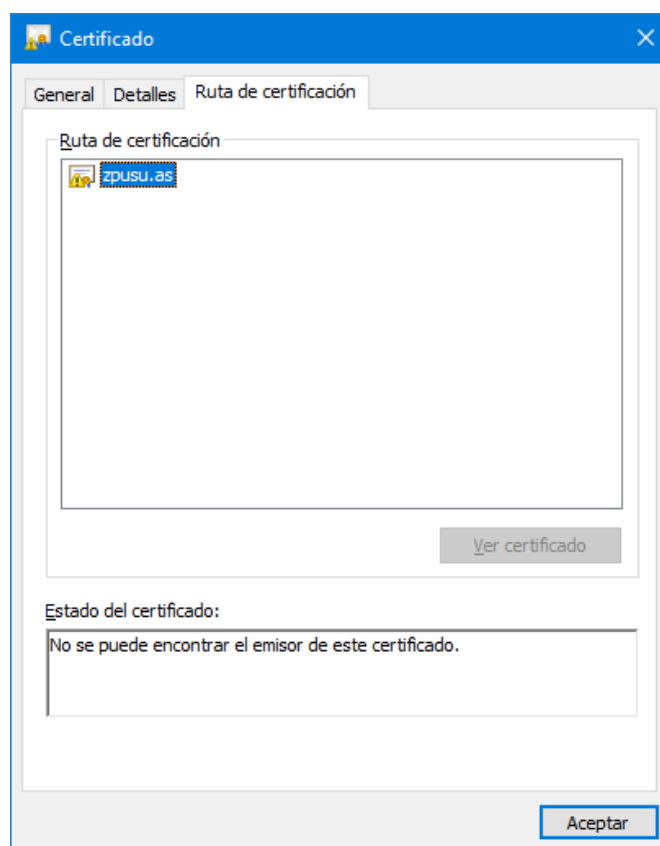 Certificado
General Detalles Ruta de certificación
Ruta de certificación
zpusu.as
Ver certificado
Estado del certificado:
No se puede encontrar el emisor de este certificado.
Aceptar